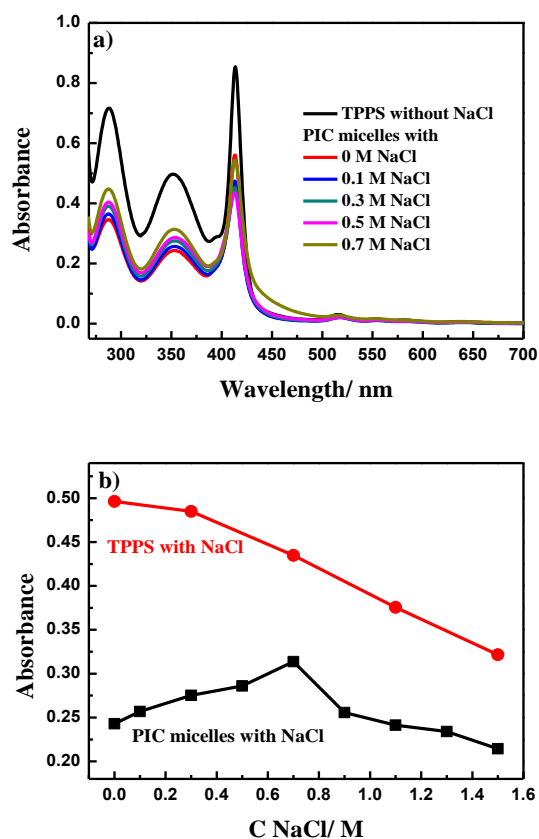 a)
1.0
0.8
0.6
0.4
0.2
0.0
Absorbance
TPPS without NaCl
PIC micelles with
0 M NaCl
0.1 M NaCl
0.3 M NaCl
0.5 M NaCl
0.7 M NaCl
300 350 400 450 500 550 600 650 700
Wavelength/ nm
b)
0.50
0.45
0.40
0.35
0.30
0.25
0.20
Absorbance
TPPS with NaCl
PIC micelles with NaCl
0.0 0.2 0.4 0.6 0.8 1.0 1.2 1.4 1.6
C NaCl/ M